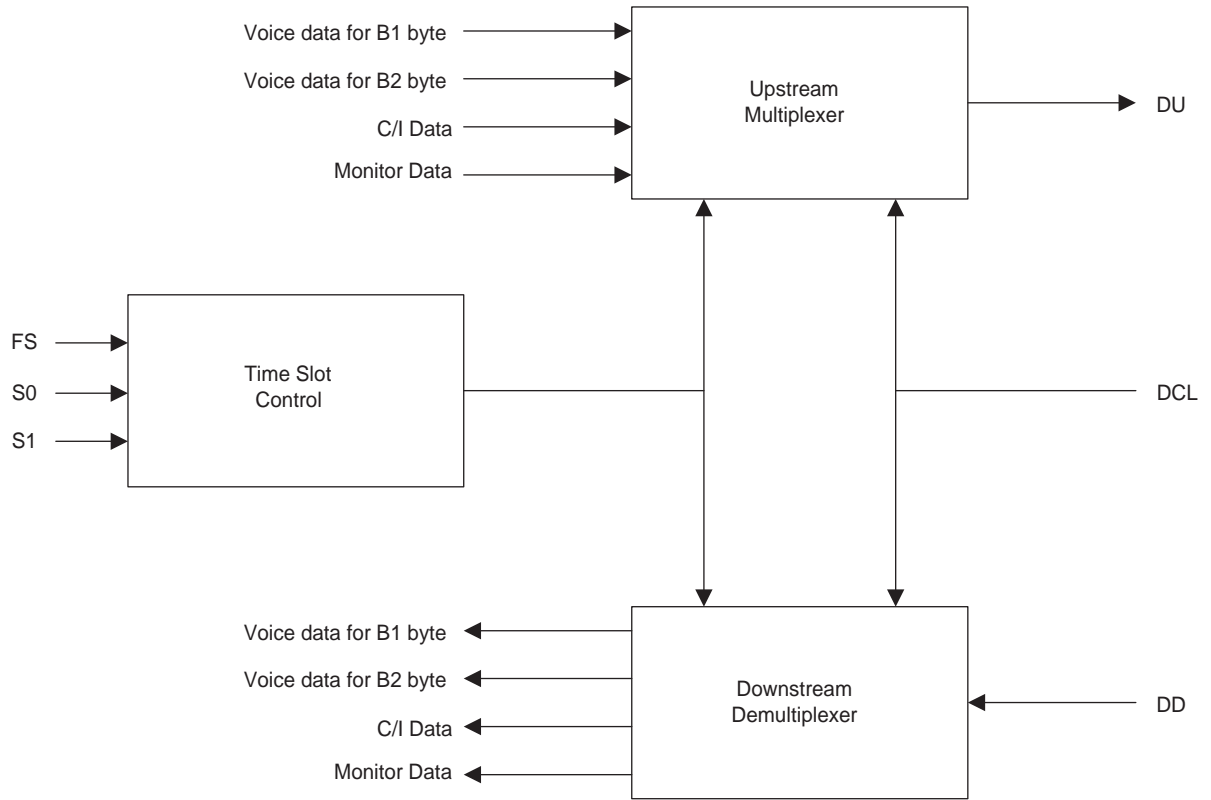 Voice data for B1 byte
Voice data for B2 byte
C/I Data
Monitor Data
Upstream
Multiplexer
DU
FS
S0
S1
Time Slot
Control
DCL
Voice data for B1 byte
Voice data for B2 byte
C/I Data
Monitor Data
Downstream
Demultiplexer
DD